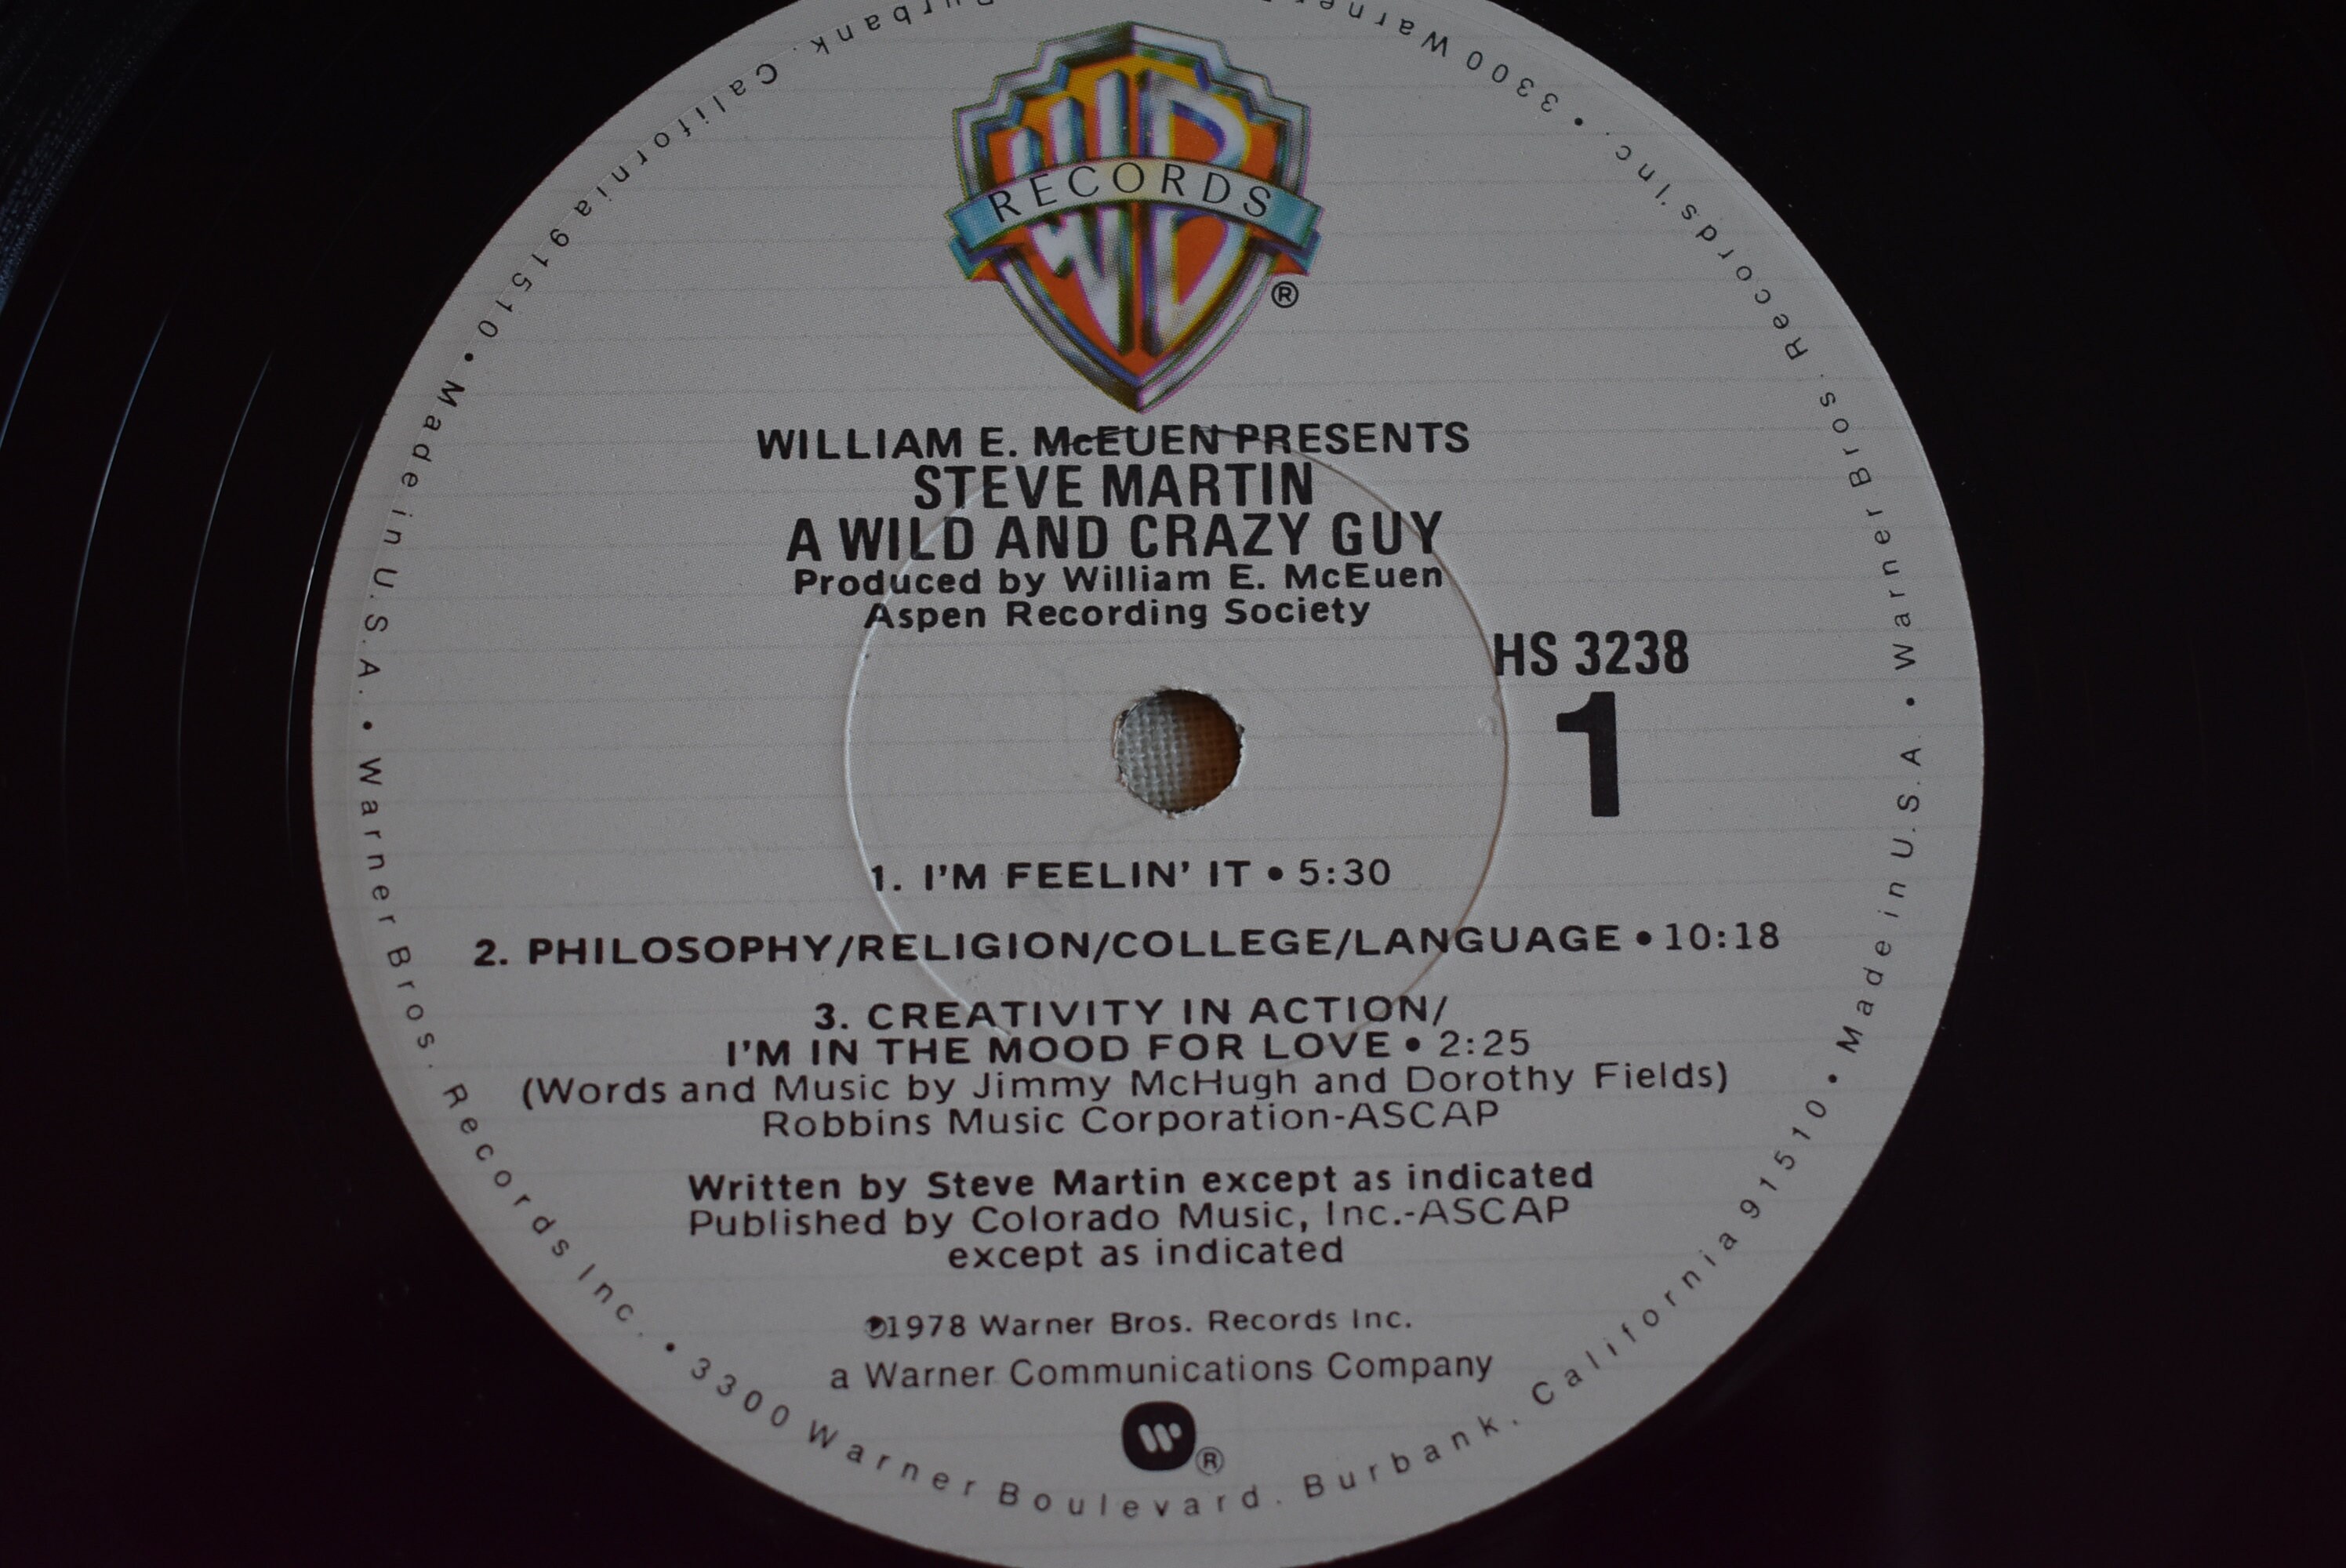 WB
RECORDS
®
WILLIAM E. McEUEN PRESENTS
STEVE MARTIN
A WILD AND CRAZY GUY
Produced by William E. McEuen
Aspen Recording Society
HS 3238
1
1. I'M FEELIN' IT • 5:30
2. PHILOSOPHY/RELIGION/COLLEGE/LANGUAGE • 10:18
3. CREATIVITY IN ACTION/
I'M IN THE MOOD FOR LOVE • 2:25
(Words and Music by Jimmy McHugh and Dorothy Fields)
Robbins Music Corporation-ASCAP
Written by Steve Martin except as indicated
Published by Colorado Music, Inc.-ASCAP
except as indicated
℗1978 Warner Bros. Records Inc.
a Warner Communications Company
W®
Warner Bros. Records Inc. • 3300 Warner Boulevard. Burbank. California 91510 • Made in U.S.A. • Warner Bros. Records Inc. • 3300 Warner
Burbank. California 91510 • Made in U.S.A. •